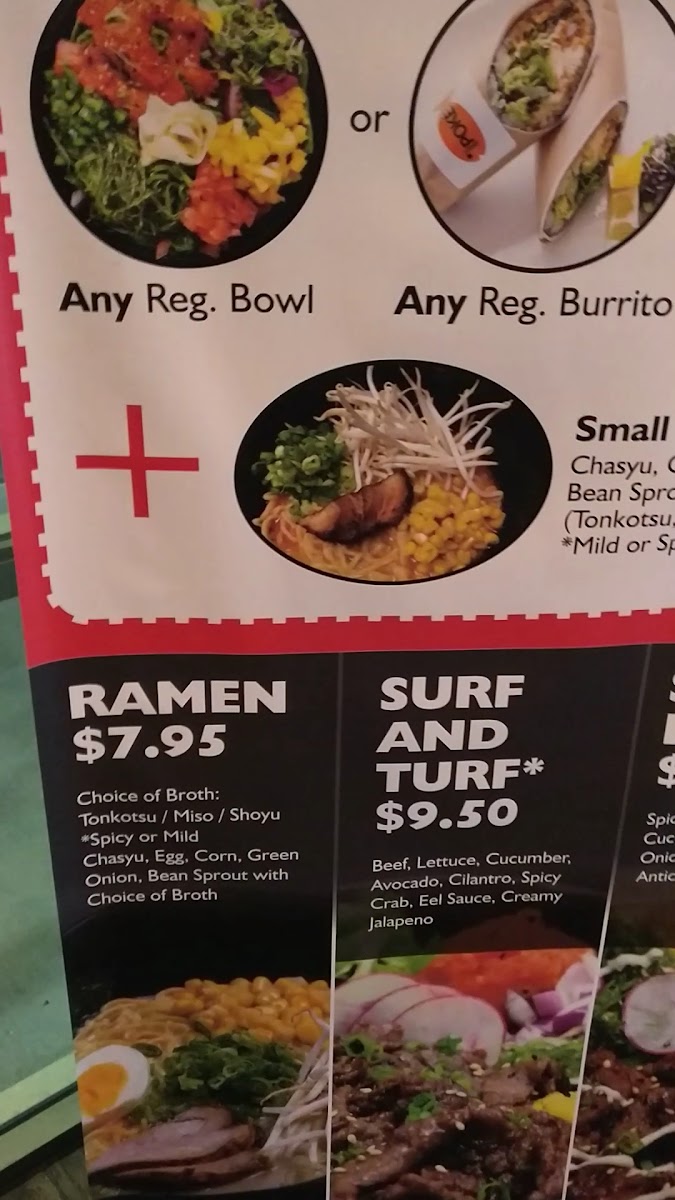 or
POKE
Any Reg. Bowl
Any Reg. Burrito
Small
Chasyu,
Bean
(Tonkotsu,
*Mild or
RAMEN
$7.95
Choice of Broth:
Tonkotsu / Miso / Shoyu
*Spicy or Mild
Chasyu, Egg, Corn, Green
Onion, Bean Sprout with
Choice of Broth
SURF
AND
TURF*
$9.50
Beef, Lettuce, Cucumber,
Avocado, Cilantro, Spicy
Crab, Eel Sauce, Creamy
Jalapeno
$